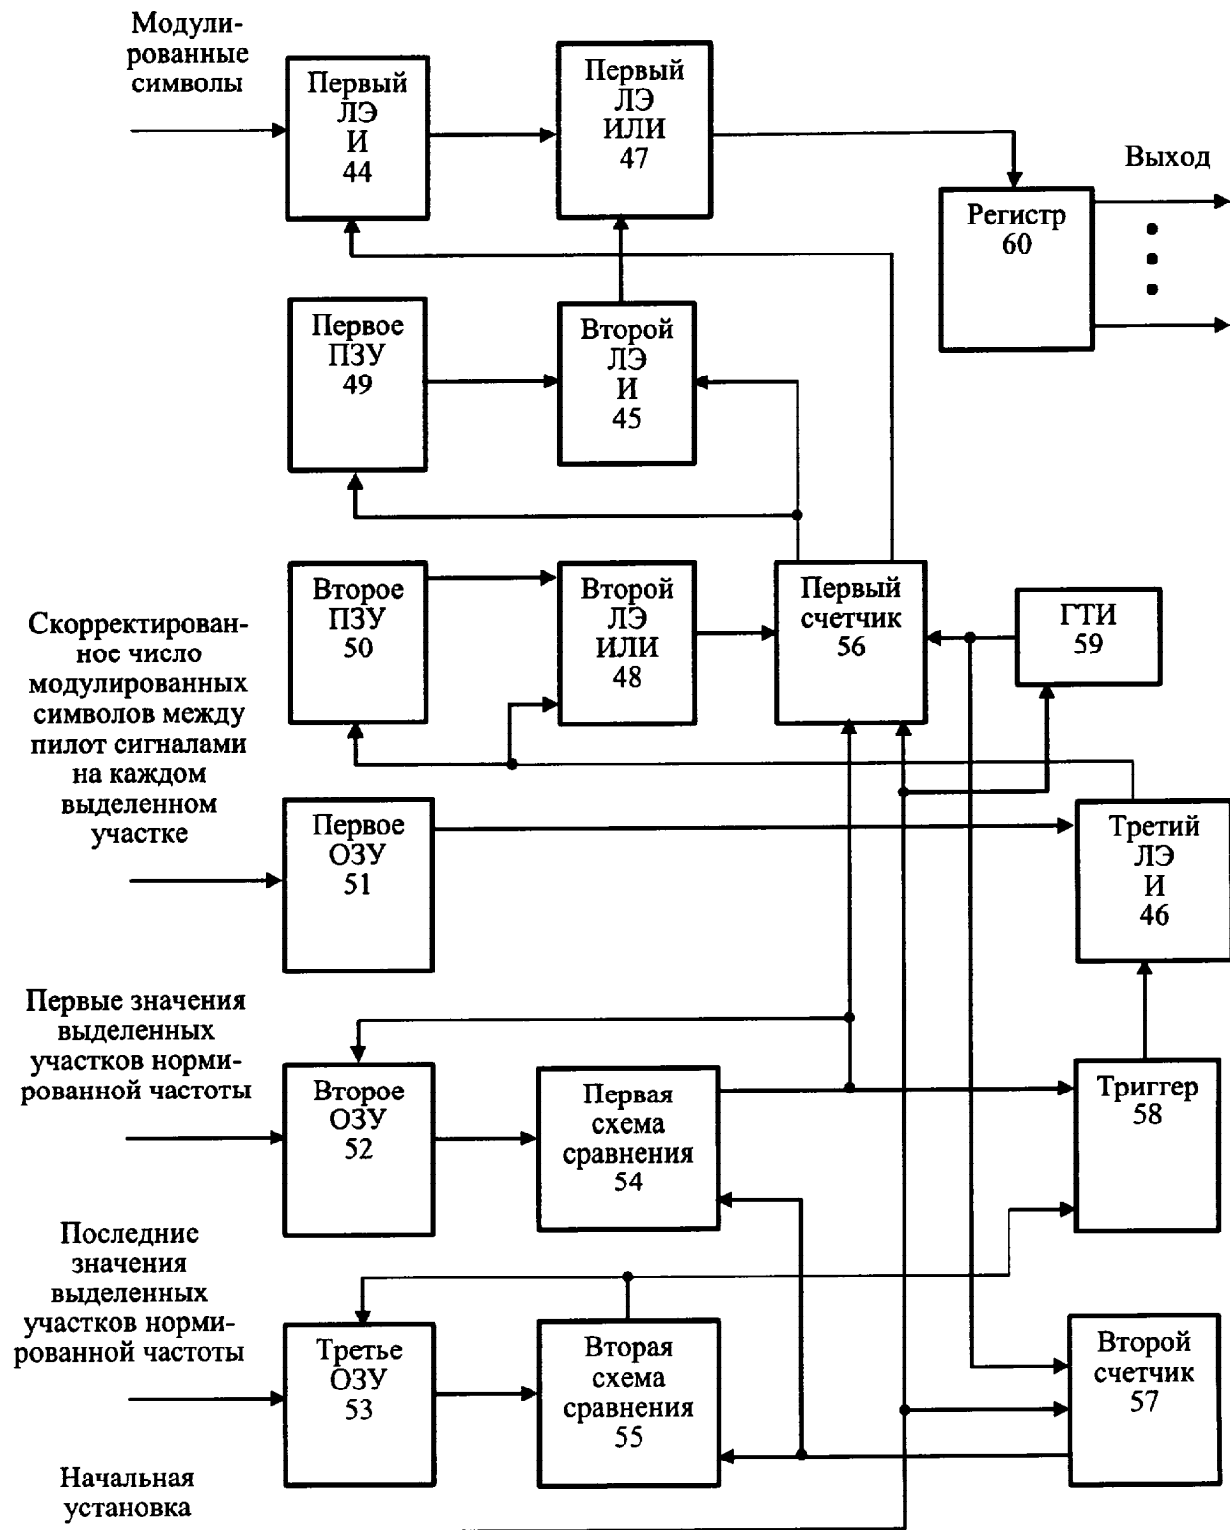 Модули-
рованные
символы
Первый
ЛЭ
И
44
Первый
ЛЭ
ИЛИ
47
Выход
Регистр
60
Первое
ПЗУ
49
Второй
ЛЭ
И
45
Второе
ПЗУ
50
Второй
ЛЭ
ИЛИ
48
Первый
счетчик
56
ГТИ
59
Скорректирован-
ное число
модулированных
символов между
пилот сигналами
на каждом
выделенном
участке
Первое
ОЗУ
51
Третий
ЛЭ
И
46
Первые значения
выделенных
участков норми-
рованной частоты
Второе
ОЗУ
52
Первая
схема
сравнения
54
Триггер
58
Последние
значения
выделенных
участков норми-
рованной частоты
Третье
ОЗУ
53
Вторая
схема
сравнения
55
Второй
счетчик
57
Начальная
установка